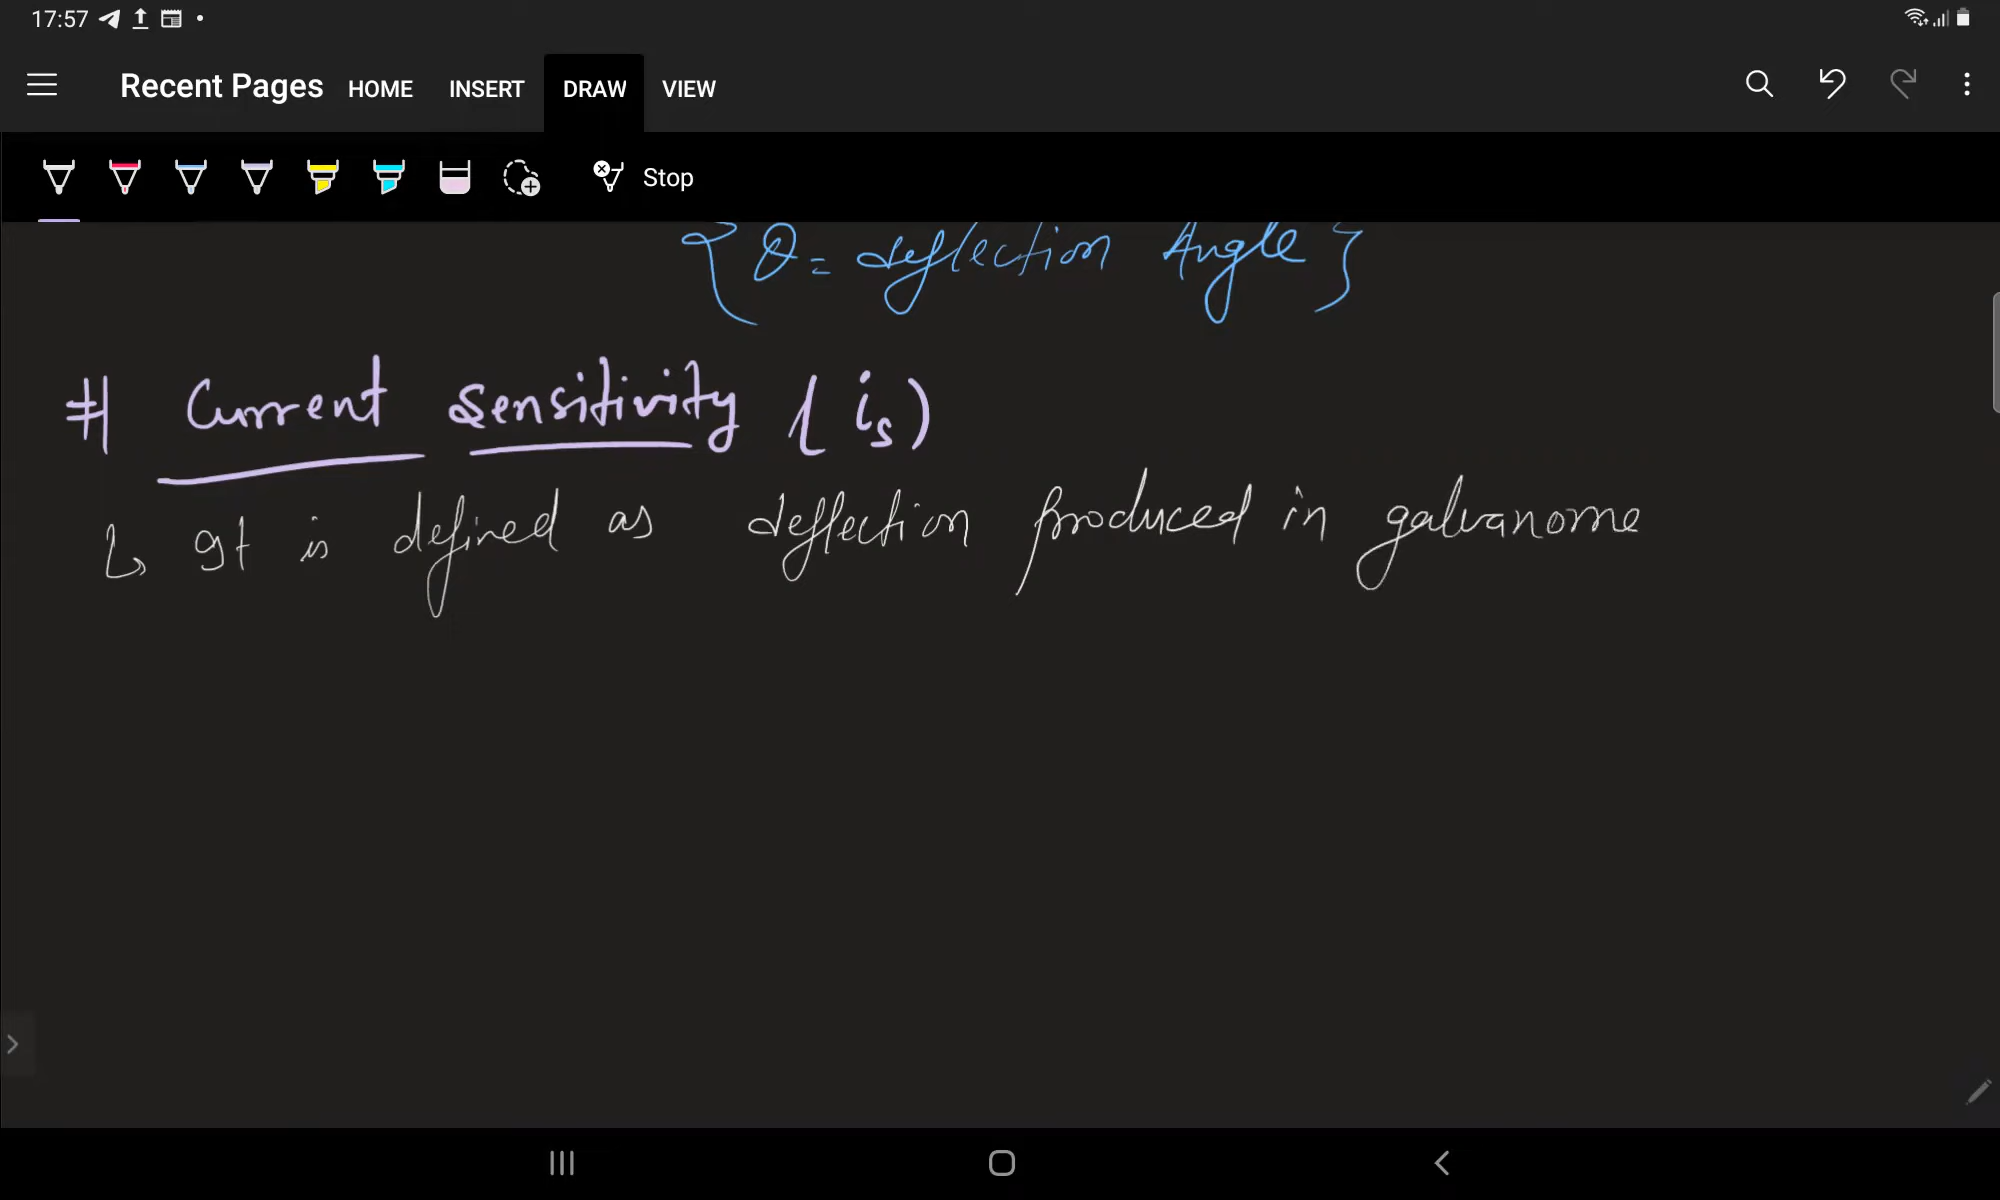 17:57
Recent Pages HOME INSERT DRAW VIEW
Stop
{θ = deflection Angle}
# Current sensitivity (is)
↳ It is defined as deflection produced in galvanome